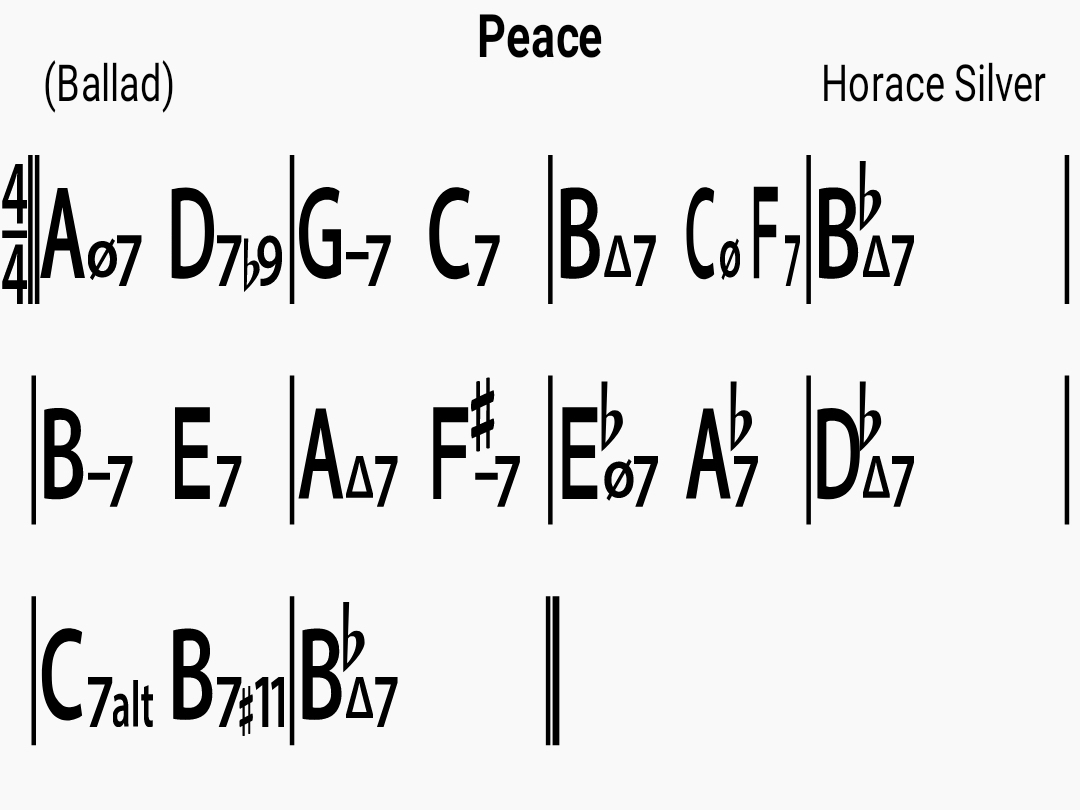 Peace
(Ballad) Horace Silver
4/4 Aø7 D7♭9 | G–7 C7 | BΔ7 Cø F7 | B♭Δ7 |
| B–7 E7 | AΔ7 F♯–7 | E♭ø7 A♭7 | D♭Δ7 |
| C7alt B7♯11 | B♭Δ7 ||